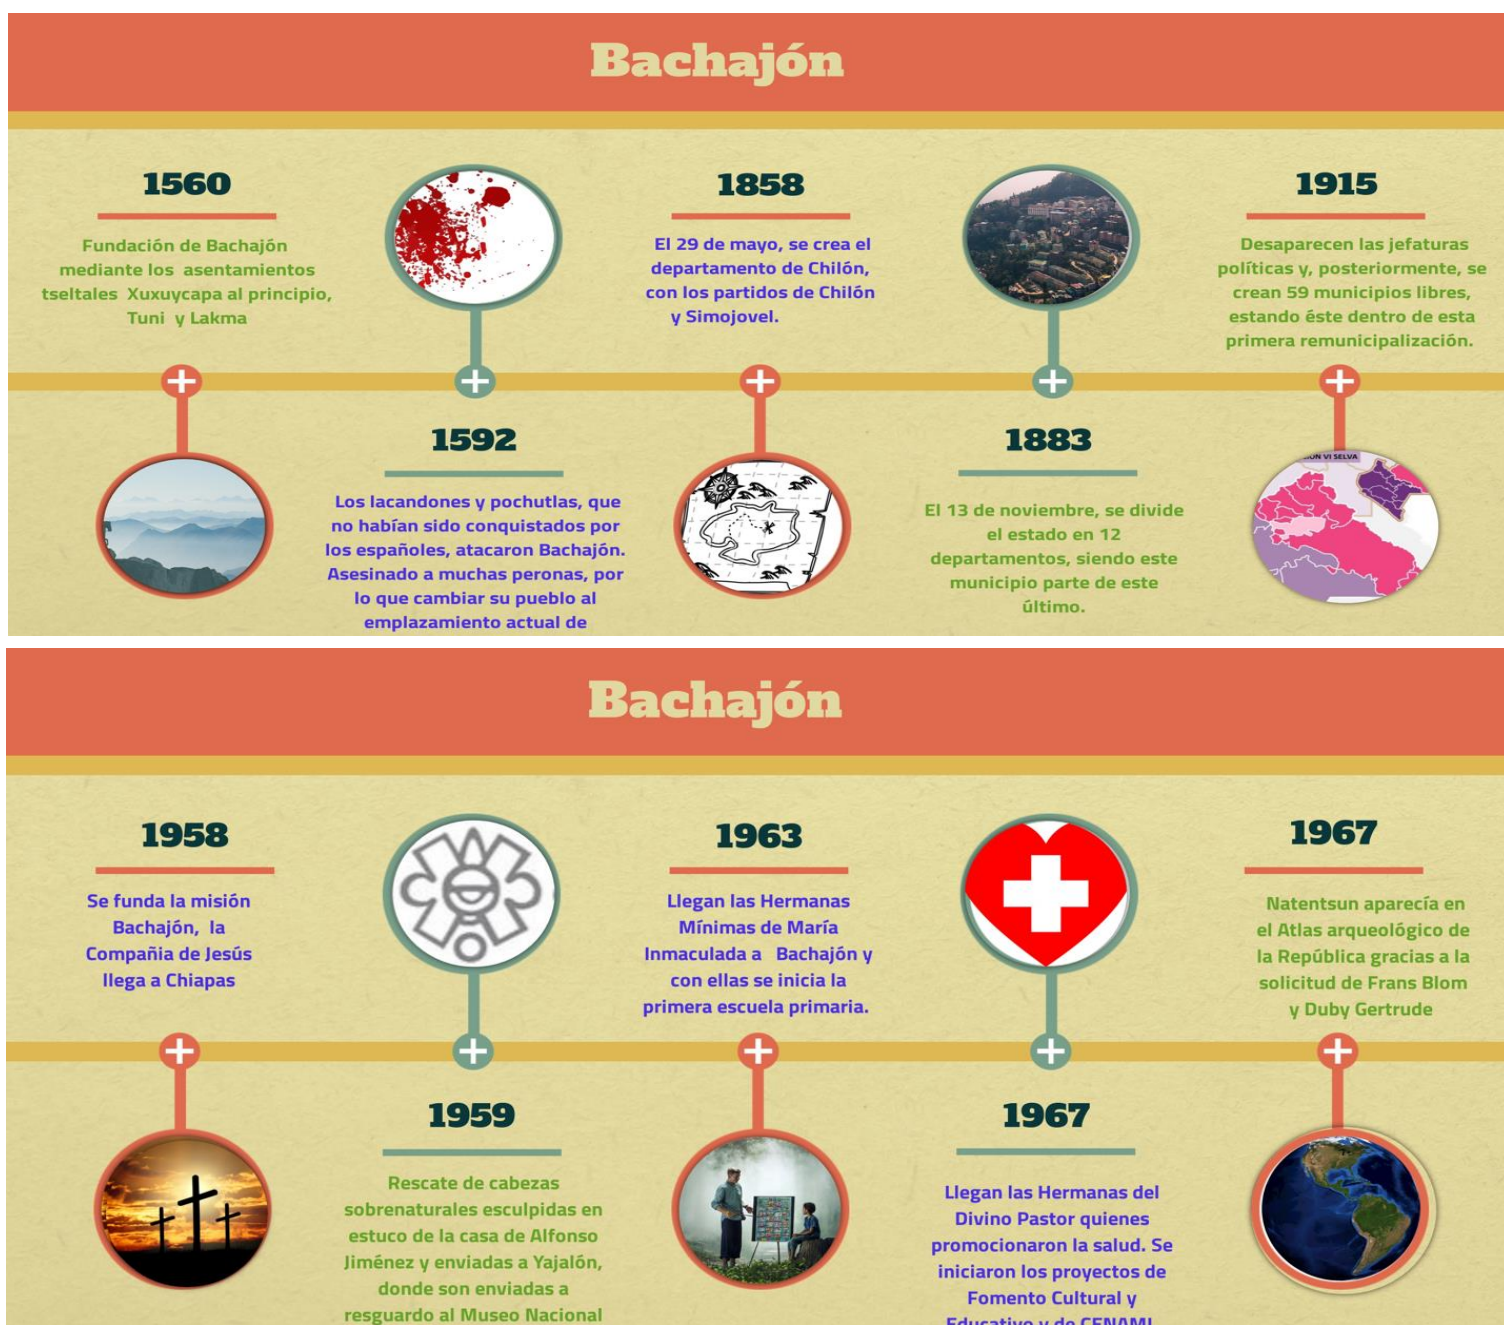 Bachajón
1560
Fundación de Bachajón
mediante los asentamientos
tseltales Xuxuycapa al principio,
Tuni y Lakma
1592
Los lacandones y pochutlas, que
no habían sido conquistados por
los españoles, atacaron Bachajón.
Asesinado a muchas peronas, por
lo que cambiar su pueblo al
emplazamiento actual de
1858
El 29 de mayo, se crea el
departamento de Chilón,
con los partidos de Chilón
y Simojovel.
1883
El 13 de noviembre, se divide
el estado en 12
departamentos, siendo este
municipio parte de este
último.
1915
Desaparecen las jefaturas
políticas y, posteriormente, se
crean 59 municipios libres,
estando éste dentro de esta
primera remunicipalización.
VI SELVA
Bachajón
1958
Se funda la misión
Bachajón, la
Compañia de Jesús
llega a Chiapas
1959
Rescate de cabezas
sobrenaturales esculpidas en
estuco de la casa de Alfonso
Jiménez y enviadas a Yajalón,
donde son enviadas a
resguardo al Museo Nacional
1963
Llegan las Hermanas
Mínimas de María
Inmaculada a Bachajón y
con ellas se inicia la
primera escuela primaria.
1967
Llegan las Hermanas del
Divino Pastor quienes
promocionaron la salud. Se
iniciaron los proyectos de
Fomento Cultural y
Educativo y de CENAMI
1967
Natentsun aparecía en
el Atlas arqueológico de
la República gracias a la
solicitud de Frans Blom
y Duby Gertrude